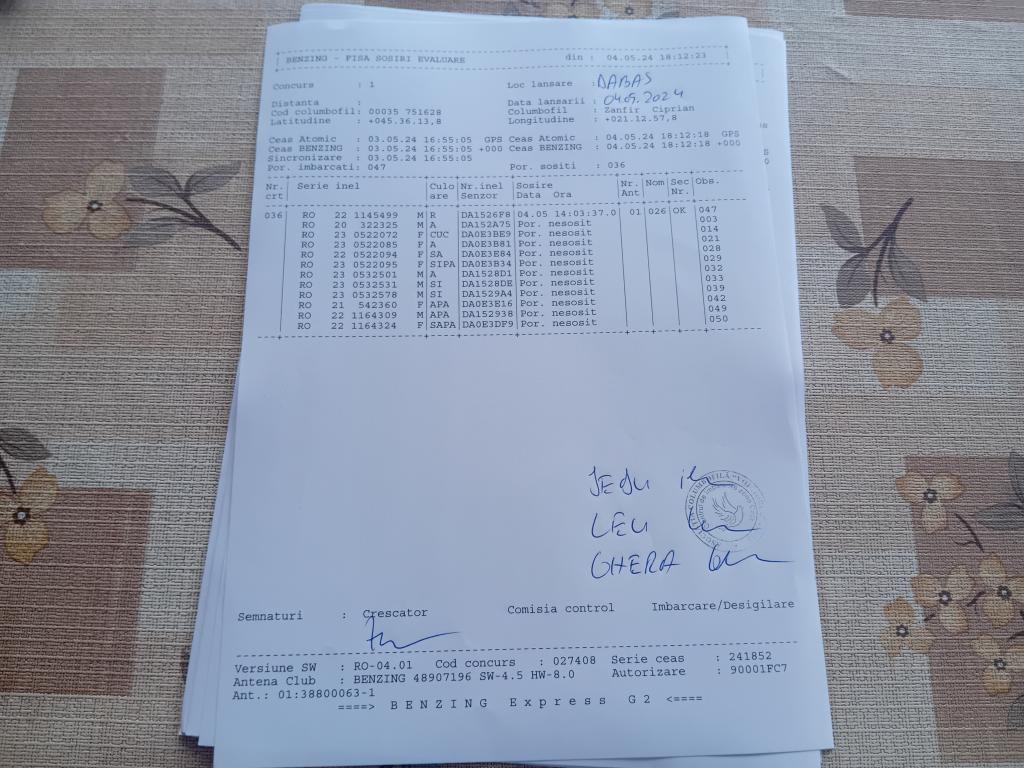 BENZING - FISA SOSIRI EVALUARE din : 04.05.24 18:12:23
Concurs : 1 Loc lansare : DABAS
Distanta : Data lansarii : 04.05.2024
Cod columbofil: 00035 751628 Columbofil : Zanfir Ciprian
Latitudine : +045.36.13,8 Longitudine : +021.12.57,8
Ceas Atomic : 03.05.24 16:55:05 GPS Ceas Atomic : 04.05.24 18:12:18 GPS
Ceas BENZING : 03.05.24 16:55:05 +000 Ceas BENZING : 04.05.24 18:12:18 +000
Sincronizare : 03.05.24 16:55:05
Por. imbarcati: 047 Por. sositi : 036
Nr. Serie inel Culo Nr.inel Sosire Nr. Nom Sec Obs.
crt are Senzor Data Ora Ant Nr.
036 RO 22 1145499 M R DA1526F8 04.05 14:03:37.0 01 026 OK 047
RO 20 322325 M A DA152A75 Por. nesosit 003
RO 23 0522072 F CUC DA0E3BE9 Por. nesosit 014
RO 23 0522085 F A DA0E3B81 Por. nesosit 021
RO 22 0522094 F SA DA0E3E84 Por. nesosit 028
RO 23 0522095 F SIPA DA0E3B34 Por. nesosit 029
RO 23 0532501 M A DA1528D1 Por. nesosit 032
RO 23 0532531 M SI DA1528DE Por. nesosit 033
RO 23 0532578 M SI DA1529A4 Por. nesosit 039
RO 21 542360 F APA DA0E3E16 Por. nesosit 042
RO 22 1164309 M APA DA152938 Por. nesosit 049
RO 22 1164324 F SAPA DA0E3DF9 Por. nesosit 050
LEU
GHERA
Semnaturi : Crescator Comisia control Imbarcare/Desigilare
Versiune SW : RO-04.01 Cod concurs : 027408 Serie ceas : 241852
Antena Club : BENZING 48907196 SW-4.5 HW-8.0 Autorizare : 90001FC7
Ant.: 01:38800063-1
====> B E N Z I N G E x p r e s s G 2 <====